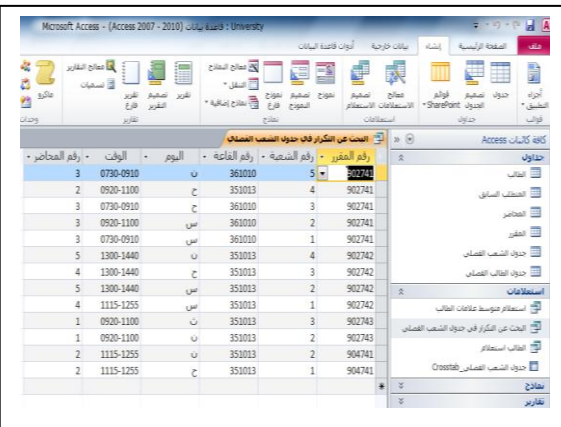 University : قاعدة بيانات (Access 2007 - 2010) - Microsoft Access
ملف الصفحة الرئيسية إنشاء بيانات خارجية أدوات قاعدة البيانات
أجزاء التطبيق
جدول
تصميم الجدول
قوائم SharePoint
معالج الاستعلامات
تصميم الاستعلام
نموذج
تصميم النموذج
نموذج فارغ
معالج النماذج
التنقل
نماذج إضافية
تقرير
تصميم التقرير
تقرير فارغ
معالج التقارير
تسميات
ماكرو
قوالب جداول استعلامات نماذج تقارير
كافة كائنات Access
جداول
الطالب
المتطلب السابق
المحاضر
المقرر
جدول الشعب الفصلي
جدول الطالب الفصلي
استعلامات
استعلام متوسط علامات الطالب
البحث عن التكرار في جدول الشعب الفصلي
الطالب استعلام
جدول الشعب الفصلي_Crosstab
نماذج
تقارير
البحث عن التكرار في جدول الشعب الفصلي
رقم المقرر رقم الشعبة رقم القاعة اليوم الوقت رقم المحاضر
902741 5 361010 ن 0730-0910 3
902741 4 351013 ح 0920-1100 2
902741 3 361010 ح 0730-0910 3
902741 2 361010 س 0920-1100 3
902741 1 361010 س 0730-0910 3
902742 4 351013 ن 1300-1440 5
902742 3 351013 ح 1300-1440 4
902742 2 351013 س 1300-1440 5
902742 1 351013 س 1115-1255 4
902743 3 351013 ث 0920-1100 1
902743 2 351013 ن 0920-1100 1
904741 2 351013 ن 1115-1255 2
904741 1 351013 ح 1115-1255 2